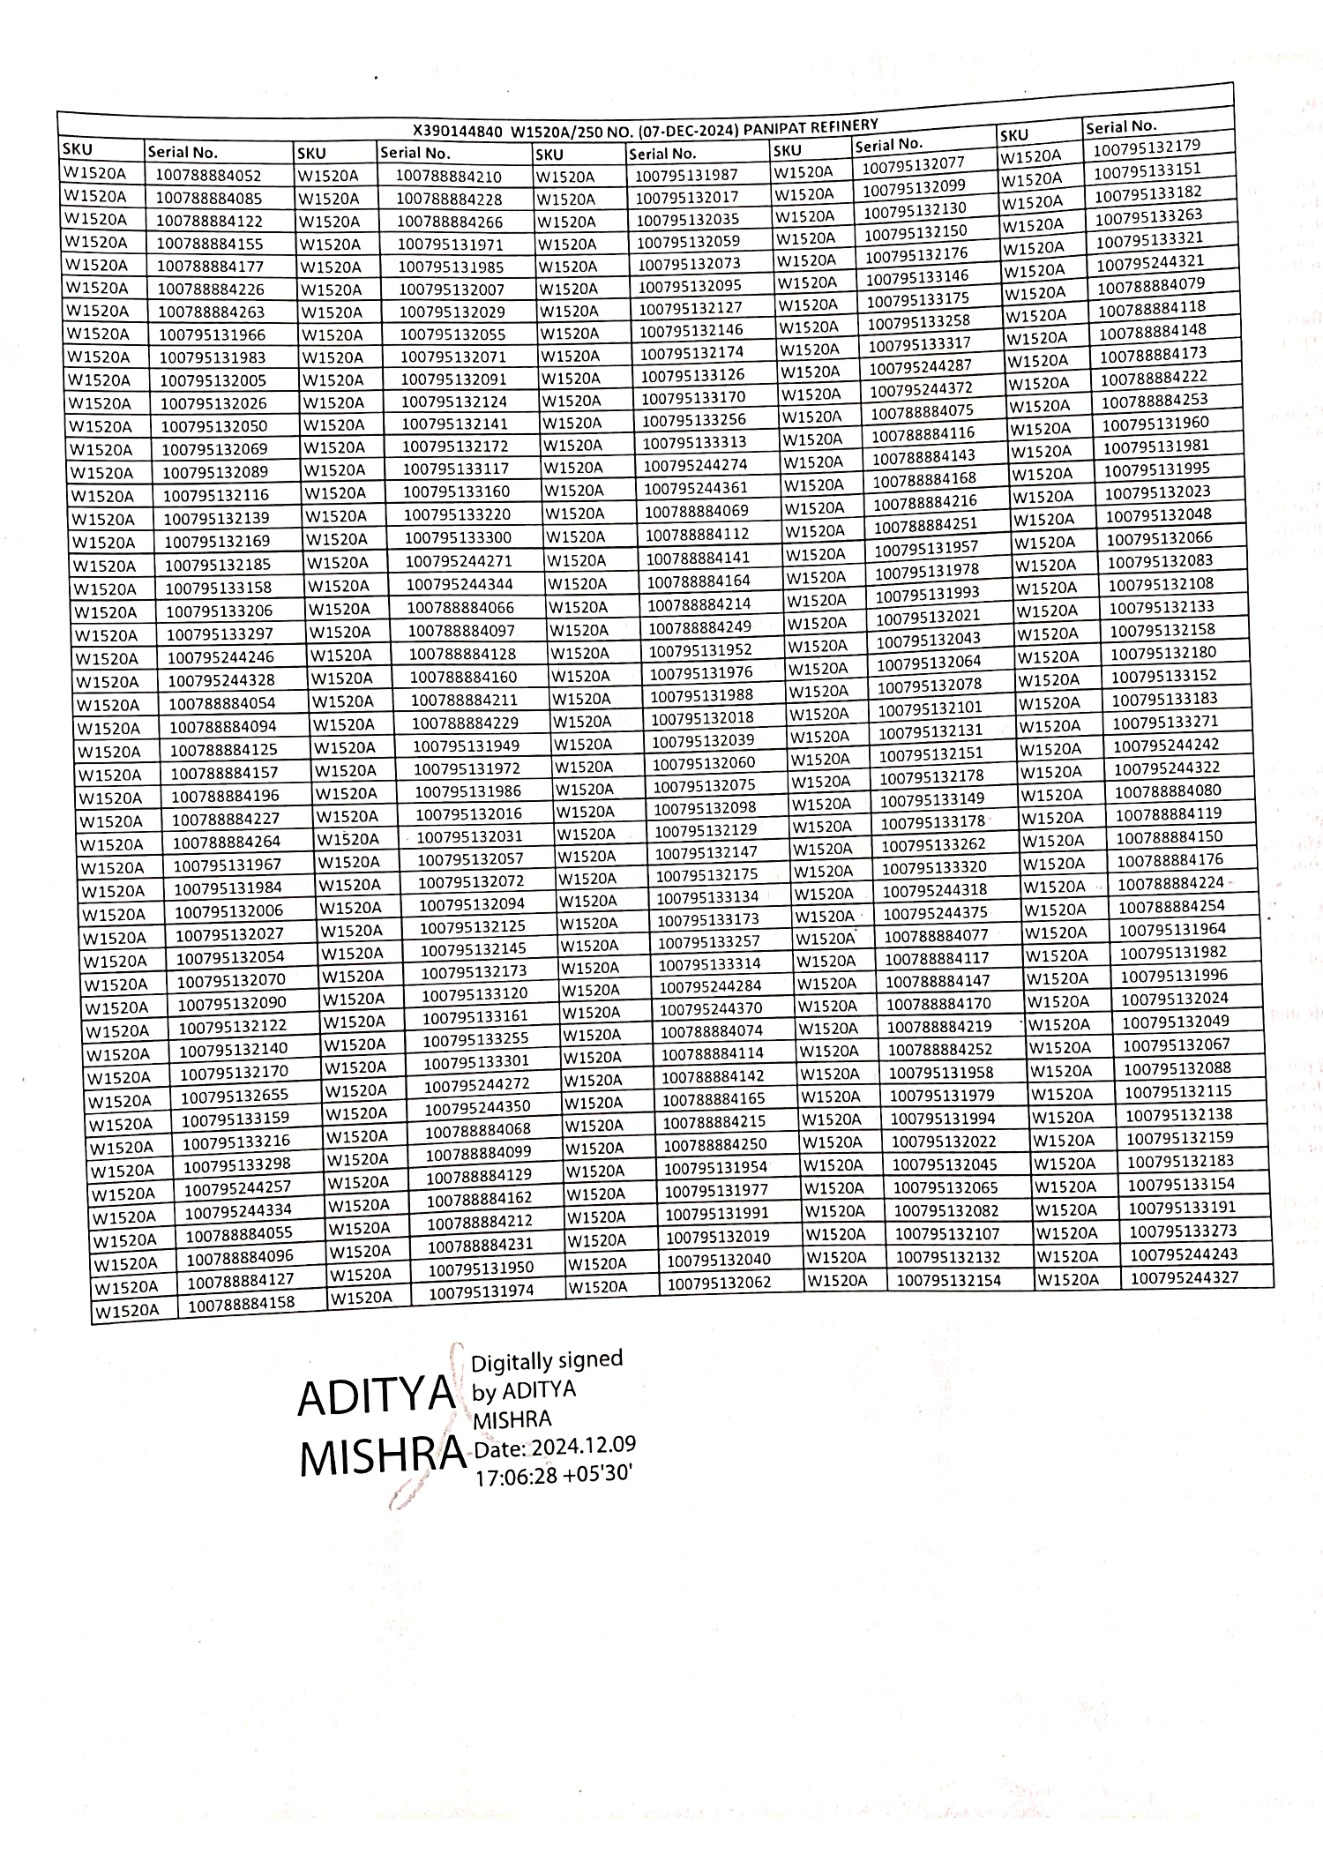 X390144840 W1520A/250 NO. (07-DEC-2024) PANIPAT REFINERY
SKU Serial No. SKU Serial No. SKU Serial No. SKU Serial No. SKU Serial No.
W1520A 100788884052 W1520A 100788884210 W1520A 100795131987 W1520A 100795132077 W1520A 100795132179
W1520A 100788884085 W1520A 100788884228 W1520A 100795132017 W1520A 100795132099 W1520A 100795133151
W1520A 100788884122 W1520A 100788884266 W1520A 100795132035 W1520A 100795132130 W1520A 100795133182
W1520A 100788884155 W1520A 100795131971 W1520A 100795132059 W1520A 100795132150 W1520A 100795133263
W1520A 100788884177 W1520A 100795131985 W1520A 100795132073 W1520A 100795132176 W1520A 100795133321
W1520A 100788884226 W1520A 100795132007 W1520A 100795132095 W1520A 100795133146 W1520A 100795244321
W1520A 100788884263 W1520A 100795132029 W1520A 100795132127 W1520A 100795133175 W1520A 100788884079
W1520A 100795131966 W1520A 100795132055 W1520A 100795132146 W1520A 100795133258 W1520A 100788884118
W1520A 100795131983 W1520A 100795132071 W1520A 100795132174 W1520A 100795133317 W1520A 100788884148
W1520A 100795132005 W1520A 100795132091 W1520A 100795133126 W1520A 100795244287 W1520A 100788884173
W1520A 100795132026 W1520A 100795132124 W1520A 100795133170 W1520A 100795244372 W1520A 100788884222
W1520A 100795132050 W1520A 100795132141 W1520A 100795133256 W1520A 100788884075 W1520A 100788884253
W1520A 100795132069 W1520A 100795132172 W1520A 100795133313 W1520A 100788884116 W1520A 100795131960
W1520A 100795132089 W1520A 100795133117 W1520A 100795244274 W1520A 100788884143 W1520A 100795131981
W1520A 100795132116 W1520A 100795133160 W1520A 100795244361 W1520A 100788884168 W1520A 100795131995
W1520A 100795132139 W1520A 100795133220 W1520A 100788884069 W1520A 100788884216 W1520A 100795132023
W1520A 100795132169 W1520A 100795133300 W1520A 100788884112 W1520A 100788884251 W1520A 100795132048
W1520A 100795132185 W1520A 100795244271 W1520A 100788884141 W1520A 100795131957 W1520A 100795132066
W1520A 100795133158 W1520A 100795244344 W1520A 100788884164 W1520A 100795131978 W1520A 100795132083
W1520A 100795133206 W1520A 100788884066 W1520A 100788884214 W1520A 100795131993 W1520A 100795132108
W1520A 100795133297 W1520A 100788884097 W1520A 100788884249 W1520A 100795132021 W1520A 100795132133
W1520A 100795244246 W1520A 100788884128 W1520A 100795131952 W1520A 100795132043 W1520A 100795132158
W1520A 100795244328 W1520A 100788884160 W1520A 100795131976 W1520A 100795132064 W1520A 100795132180
W1520A 100788884054 W1520A 100788884211 W1520A 100795131988 W1520A 100795132078 W1520A 100795133152
W1520A 100788884094 W1520A 100788884229 W1520A 100795132018 W1520A 100795132101 W1520A 100795133183
W1520A 100788884125 W1520A 100795131949 W1520A 100795132039 W1520A 100795132131 W1520A 100795133271
W1520A 100788884157 W1520A 100795131972 W1520A 100795132060 W1520A 100795132151 W1520A 100795244242
W1520A 100788884196 W1520A 100795131986 W1520A 100795132075 W1520A 100795132178 W1520A 100795244322
W1520A 100788884227 W1520A 100795132016 W1520A 100795132098 W1520A 100795133149 W1520A 100788884080
W1520A 100788884264 W1520A 100795132031 W1520A 100795132129 W1520A 100795133178 W1520A 100788884119
W1520A 100795131967 W1520A 100795132057 W1520A 100795132147 W1520A 100795133262 W1520A 100788884150
W1520A 100795131984 W1520A 100795132072 W1520A 100795132175 W1520A 100795133320 W1520A 100788884176
W1520A 100795132006 W1520A 100795132094 W1520A 100795133134 W1520A 100795244318 W1520A 100788884224
W1520A 100795132027 W1520A 100795132125 W1520A 100795133173 W1520A 100795244375 W1520A 100788884254
W1520A 100795132054 W1520A 100795132145 W1520A 100795133257 W1520A 100788884077 W1520A 100795131964
W1520A 100795132070 W1520A 100795132173 W1520A 100795133314 W1520A 100788884117 W1520A 100795131982
W1520A 100795132090 W1520A 100795133120 W1520A 100795244284 W1520A 100788884147 W1520A 100795131996
W1520A 100795132122 W1520A 100795133161 W1520A 100795244370 W1520A 100788884170 W1520A 100795132024
W1520A 100795132140 W1520A 100795133255 W1520A 100788884074 W1520A 100788884219 W1520A 100795132049
W1520A 100795132170 W1520A 100795133301 W1520A 100788884114 W1520A 100788884252 W1520A 100795132067
W1520A 100795132655 W1520A 100795244272 W1520A 100788884142 W1520A 100795131958 W1520A 100795132088
W1520A 100795133159 W1520A 100795244350 W1520A 100788884165 W1520A 100795131979 W1520A 100795132115
W1520A 100795133216 W1520A 100788884068 W1520A 100788884215 W1520A 100795131994 W1520A 100795132138
W1520A 100795133298 W1520A 100788884099 W1520A 100788884250 W1520A 100795132022 W1520A 100795132159
W1520A 100795244257 W1520A 100788884129 W1520A 100795131954 W1520A 100795132045 W1520A 100795132183
W1520A 100795244334 W1520A 100788884162 W1520A 100795131977 W1520A 100795132065 W1520A 100795133154
W1520A 100788884055 W1520A 100788884212 W1520A 100795131991 W1520A 100795132082 W1520A 100795133191
W1520A 100788884096 W1520A 100788884231 W1520A 100795132019 W1520A 100795132107 W1520A 100795133273
W1520A 100788884127 W1520A 100795131950 W1520A 100795132040 W1520A 100795132132 W1520A 100795244243
W1520A 100788884158 W1520A 100795131974 W1520A 100795132062 W1520A 100795132154 W1520A 100795244327
ADITYA
MISHRA
Digitally signed
by ADITYA
MISHRA
Date: 2024.12.09
17:06:28 +05'30'